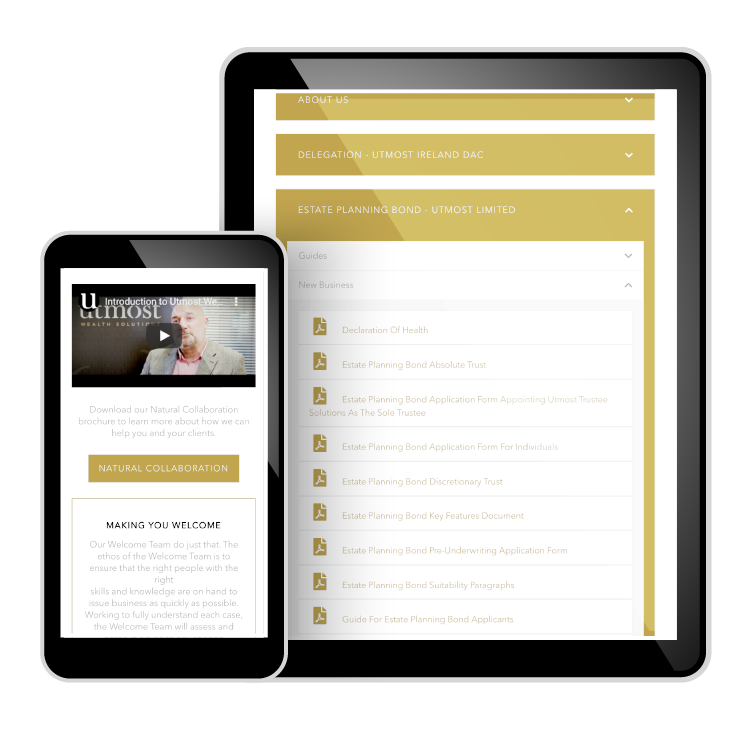 ABOUT US
DELEGATION - UTMOST IRELAND DAC
ESTATE PLANNING BOND - UTMOST LIMITED
Guides
New Business
Declaration Of Health
Estate Planning Bond Absolute Trust
Estate Planning Bond Application Form Appointing Utmost Trustee
Solutions As The Sole Trustee
Estate Planning Bond Application Form For Individuals
Estate Planning Bond Discretionary Trust
Estate Planning Bond Key Features Document
Estate Planning Bond Pre-Underwriting Application Form
Estate Planning Bond Suitability Paragraphs
Guide For Estate Planning Bond Applicants
u Introduction to Utmost We...
utmost
WEALTH SOLUTIONS
Download our Natural Collaboration
brochure to learn more about how we can
help you and your clients.
NATURAL COLLABORATION
MAKING YOU WELCOME
Our Welcome Team do just that. The
ethos of the Welcome Team is to
ensure that the right people with the
right
skills and knowledge are on hand to
issue business as quickly as possible.
Working to fully understand each case,
the Welcome Team will assess and